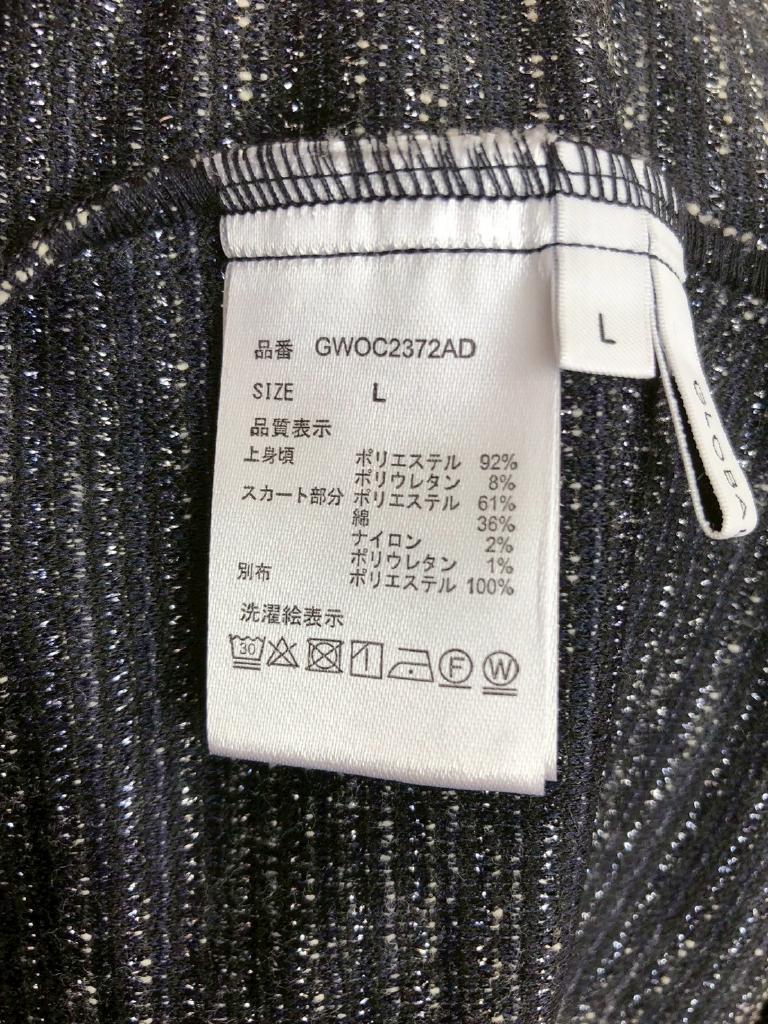 品番 GWOC2372AD
SIZE L
品質表示
上身頃 ポリエステル 92%
ポリウレタン 8%
スカート部分 ポリエステル 61%
綿 36%
ナイロン 2%
ポリウレタン 1%
別布 ポリエステル 100%
洗濯絵表示
30 F W
L
GLOBA